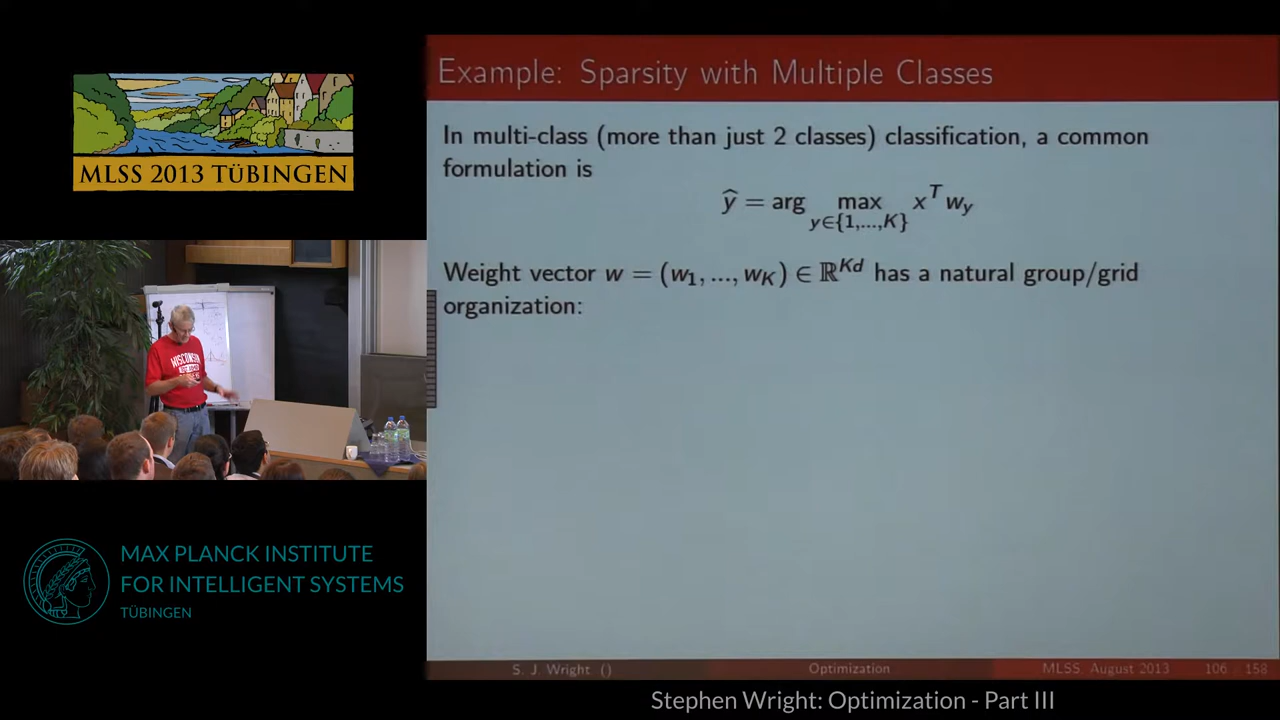 Example: Sparsity with Multiple Classes
In multi-class (more than just 2 classes) classification, a common
formulation is
ŷ = arg max x^T w_y
y∈{1,...,K}
Weight vector w = (w_1, ..., w_K) ∈ ℝ^{Kd} has a natural group/grid
organization:
S. J. Wright ()
Optimization
MLSS, August 2013
106 / 158
MLSS 2013 TÜBINGEN
WISCONSIN
MAX PLANCK INSTITUTE
FOR INTELLIGENT SYSTEMS
TÜBINGEN
Stephen Wright: Optimization - Part III